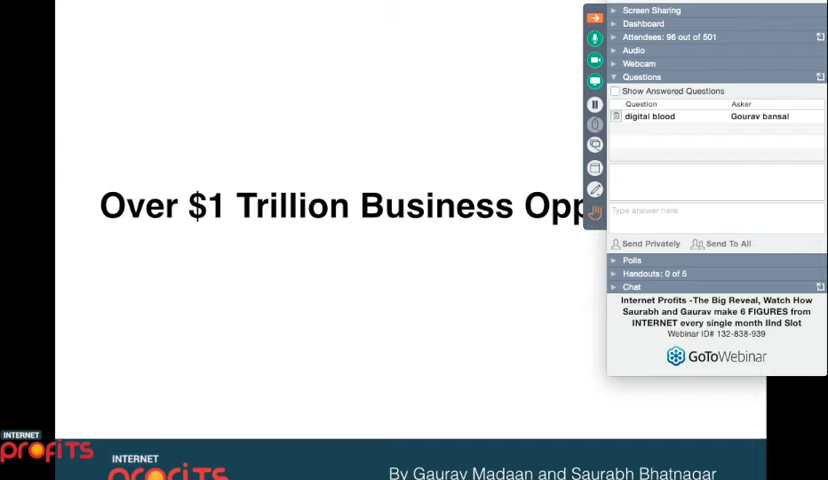 Over $1 Trillion Business Opp
Screen Sharing
Dashboard
Attendees: 96 out of 501
Audio
Webcam
Questions
Show Answered Questions
Question Asker
digital blood Gourav bansal
Type answer here
Send Privately Send To All
Polls
Handouts: 0 of 5
Chat
Internet Profits -The Big Reveal, Watch How
Saurabh and Gaurav make 6 FIGURES from
INTERNET every single month IInd Slot
Webinar ID# 132-838-939
GoToWebinar
INTERNET
profiTS
INTERNET
profiTS
By Gaurav Madaan and Saurabh Bhatnagar